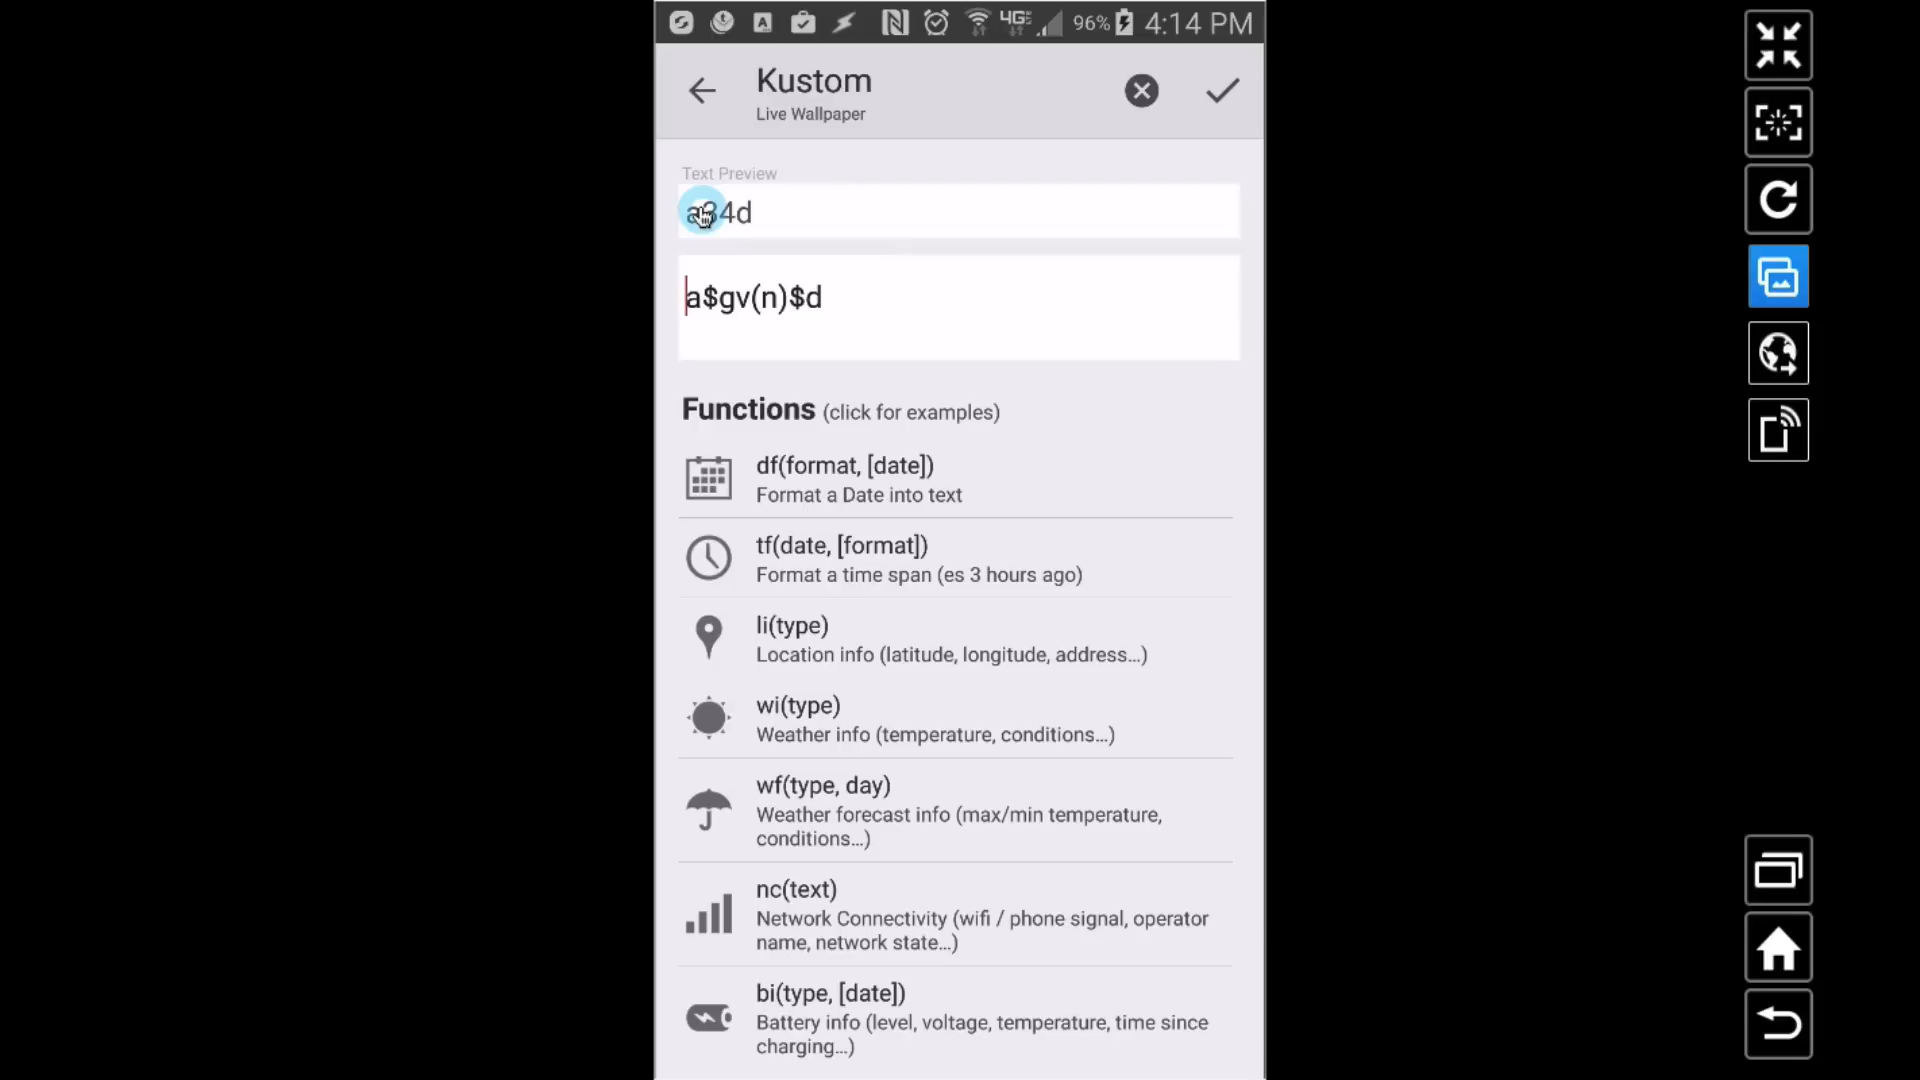 96% 4:14 PM
Kustom
Live Wallpaper
Text Preview
a34d
a$gv(n)$d
Functions (click for examples)
df(format, [date])
Format a Date into text
tf(date, [format])
Format a time span (es 3 hours ago)
li(type)
Location info (latitude, longitude, address...)
wi(type)
Weather info (temperature, conditions...)
wf(type, day)
Weather forecast info (max/min temperature,
conditions...)
nc(text)
Network Connectivity (wifi / phone signal, operator
name, network state...)
bi(type, [date])
Battery info (level, voltage, temperature, time since
charging...)